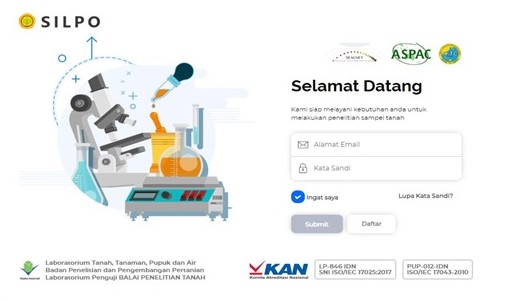 SILPO
ASPAC
Selamat Datang
Kami siap melayani kebutuhan anda untuk
melakukan penelitian sampel tanah
Alamat Email
Kata Sandi
Ingat saya
Lupa Kata Sandi?
Submit
Daftar
Laboratorium Tanah, Tanaman, Pupuk dan Air
Badan Penelisian dan Pengembangan Persanian
Laboratorium Penguji BALAI PENELITIAN TANAH
KAN
Komite Akreditasi Nasional
LP-846 IDN
SNI ISO/IEC 17025:2017
PUP-012-IDN
ISO/IEC 17043-2010